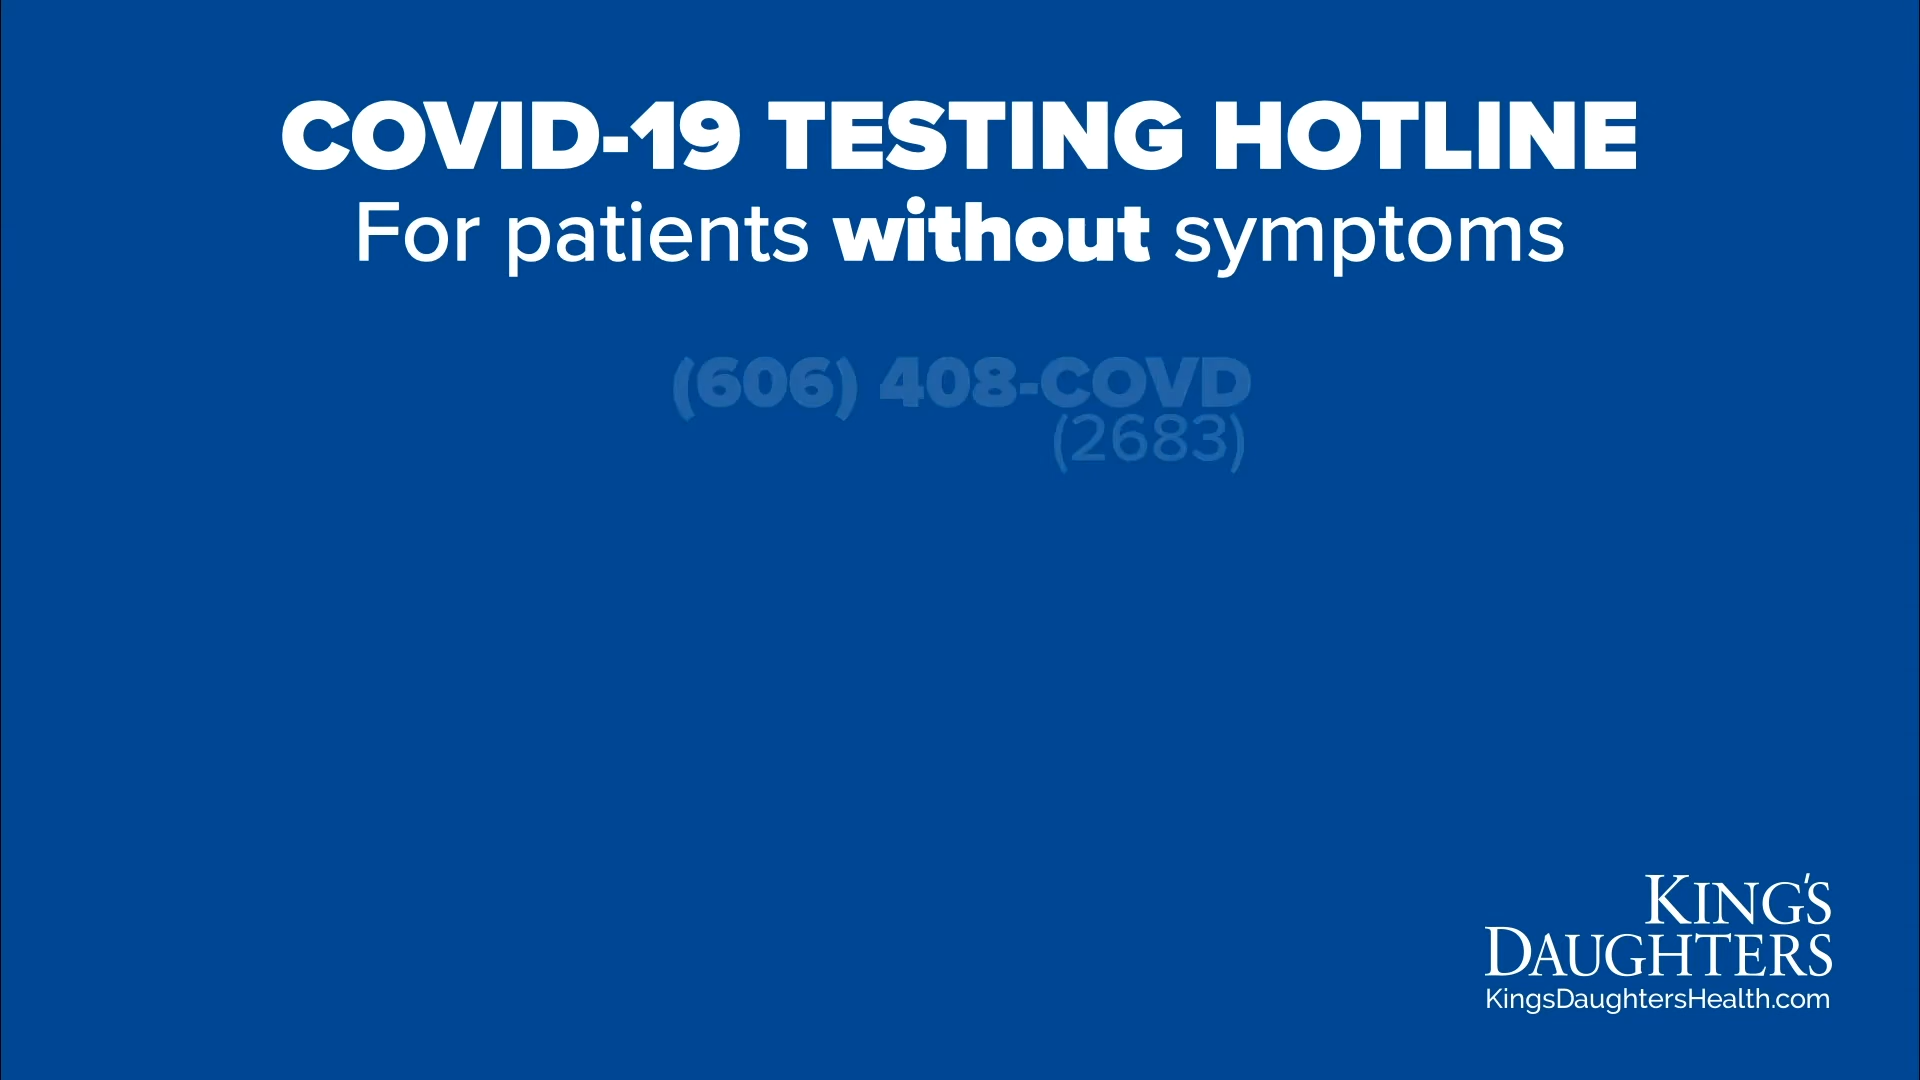 COVID-19 TESTING HOTLINE
For patients without symptoms
(606) 408-COVD
(2683)
KING'S
DAUGHTERS
KingsDaughtersHealth.com